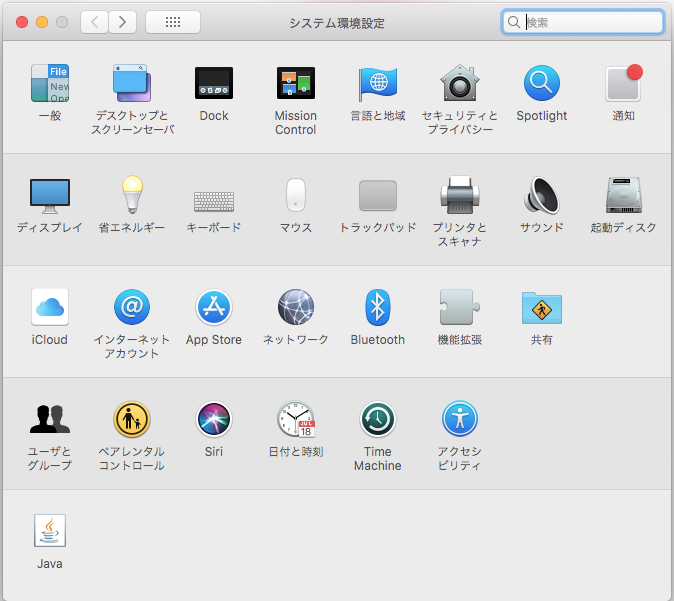 システム環境設定
検索
File
New
Ope
一般
デスクトップと
スクリーンセーバ
Dock
Mission
Control
言語と地域
セキュリティと
プライバシー
Spotlight
通知
ディスプレイ
省エネルギー
キーボード
マウス
トラックパッド
プリンタと
スキャナ
サウンド
起動ディスク
iCloud
@
インターネット
アカウント
App Store
ネットワーク
Bluetooth
機能拡張
共有
ユーザと
グループ
ペアレンタル
コントロール
Siri
JUL
18
日付と時刻
Time
Machine
アクセシ
ビリティ
Java